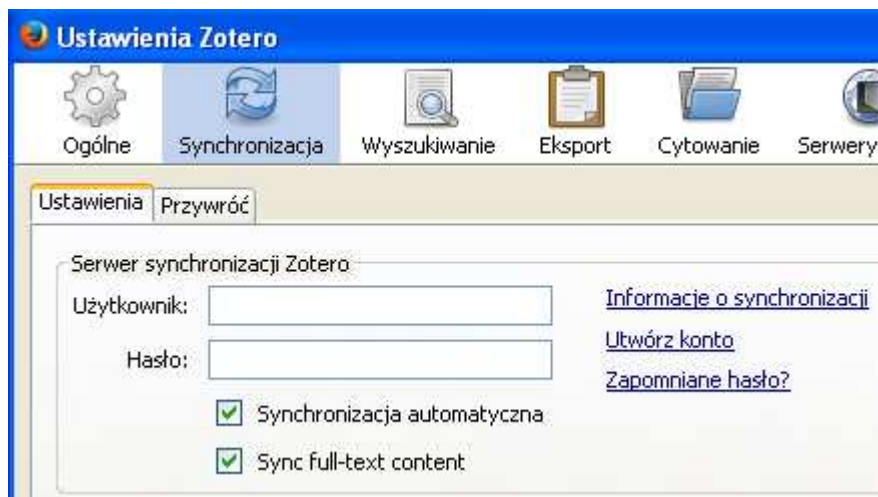 Ustawienia Zotero
Ogólne Synchronizacja Wyszukiwanie Eksport Cytowanie Serwery
Ustawienia Przywróć
Serwer synchronizacji Zotero
Użytkownik: Informacje o synchronizacji
Utwórz konto
Hasło:
Zapomniane hasło?
Synchronizacja automatyczna
Sync full-text content